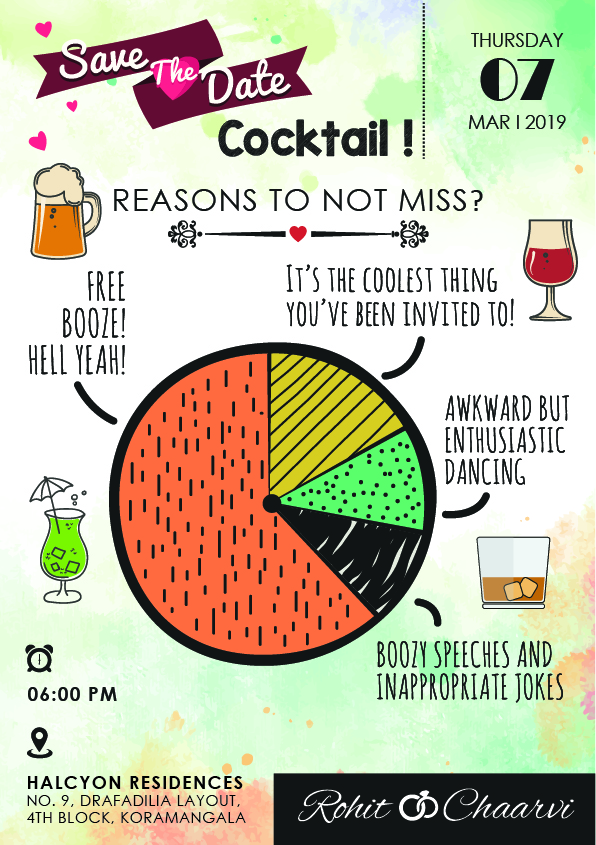 Save The Date
Cocktail !
THURSDAY
07
MAR I 2019
REASONS TO NOT MISS?
FREE
BOOZE!
HELL YEAH!
IT'S THE COOLEST THING
YOU'VE BEEN INVITED TO!
AWKWARD BUT
ENTHUSIASTIC
DANCING
BOOZY SPEECHES AND
INAPPROPRIATE JOKES
06:00 PM
HALCYON RESIDENCES
NO. 9, DRAFADILIA LAYOUT,
4TH BLOCK, KORAMANGALA
Rohit Chaarvi